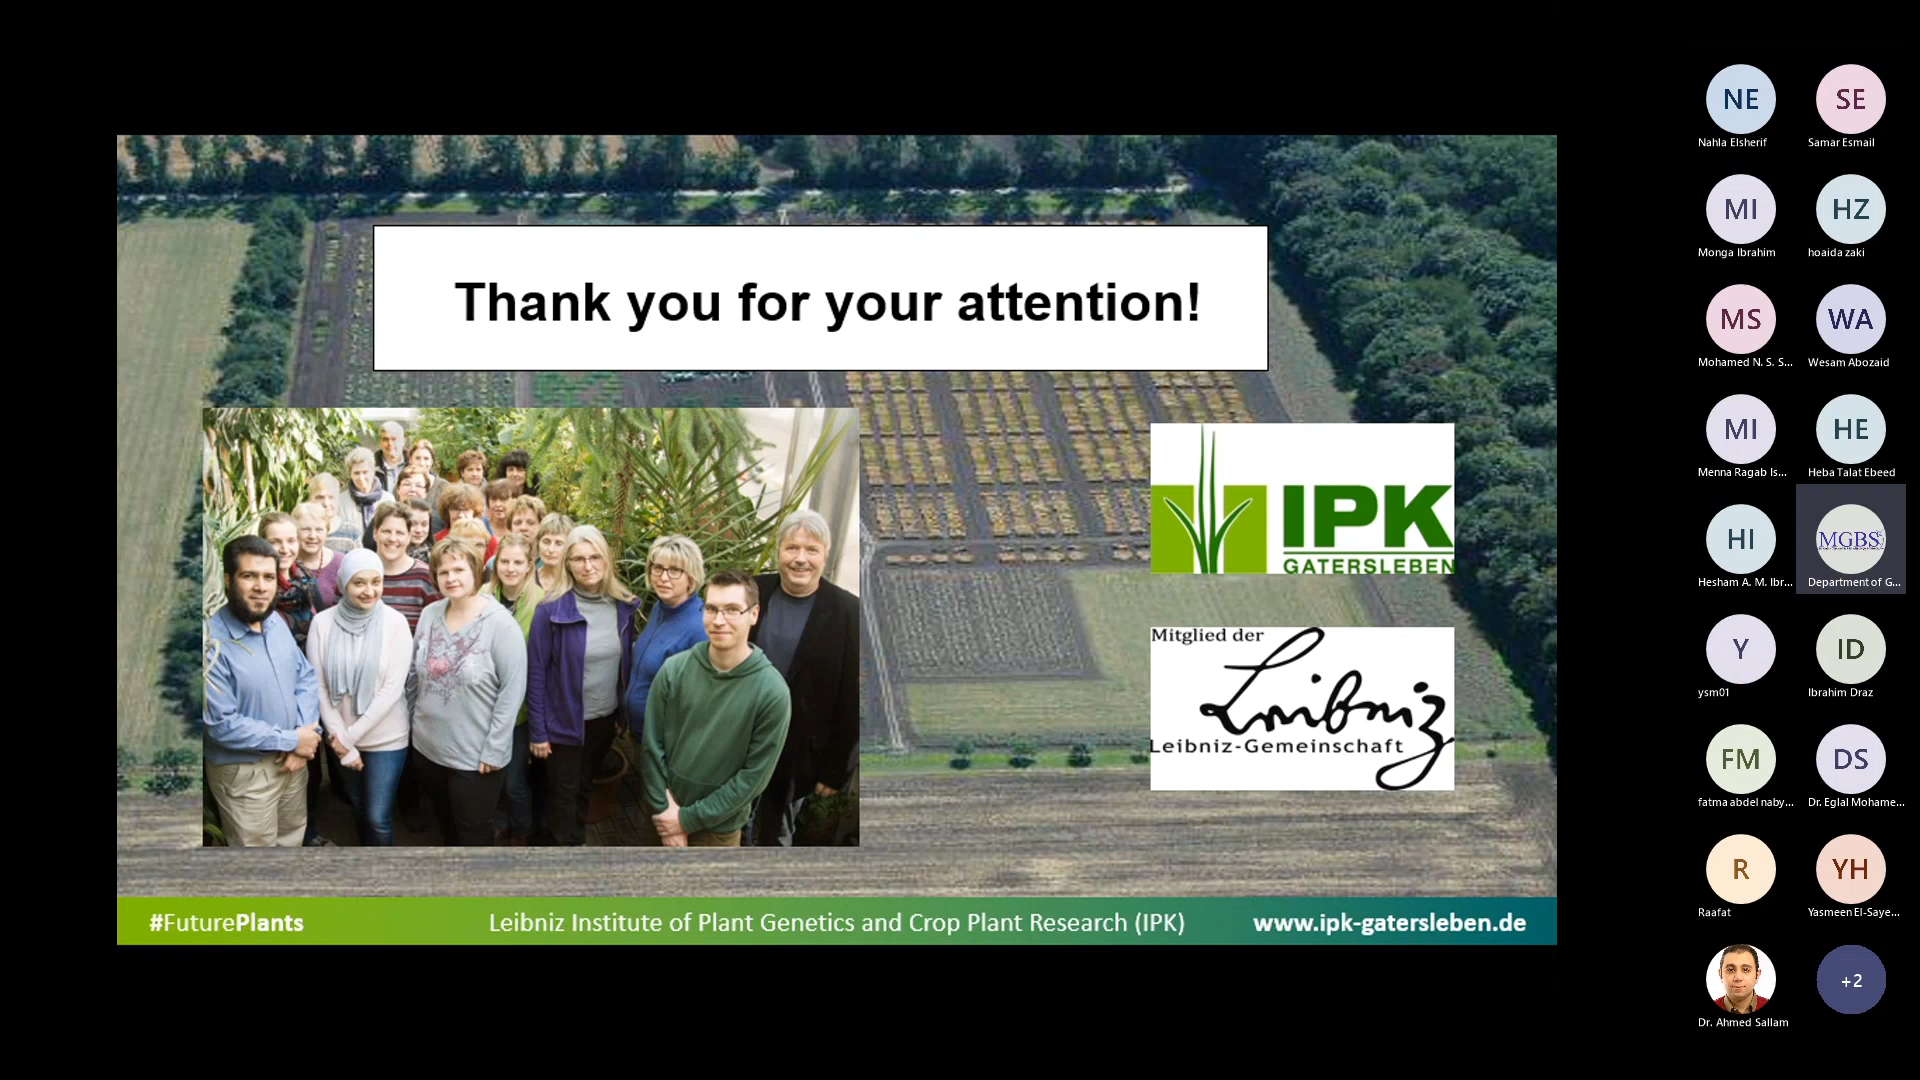 Thank you for your attention!
IPK
GATERSLEBEN
Mitglied der
Leibniz
Leibniz-Gemeinschaft
#FuturePlants
Leibniz Institute of Plant Genetics and Crop Plant Research (IPK)
www.ipk-gatersleben.de
NE
Nahla Elsherif
SE
Samar Esmail
MI
Monga Ibrahim
HZ
hoaida zaki
MS
Mohamed N. S. S...
WA
Wesam Abozaid
MI
Menna Ragab Is...
HE
Heba Talat Ebeed
HI
Hesham A. M. Ibr...
MGBS
Department of G...
Y
ysm01
ID
Ibrahim Draz
FM
fatma abdel naby...
DS
Dr. Eglal Mohame...
R
Raafat
YH
Yasmeen El-Saye...
Dr. Ahmed Sallam
+2